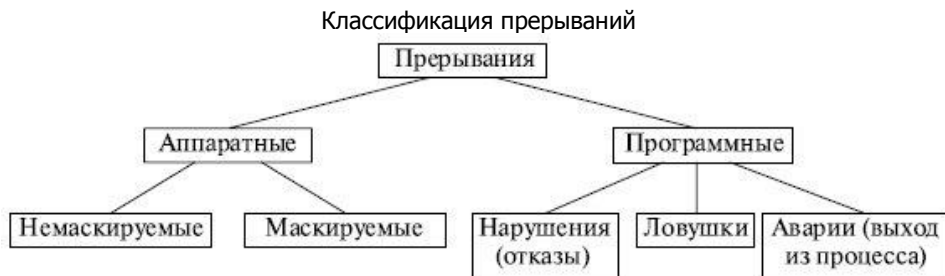 Классификация прерываний
Прерывания
Аппаратные
Программные
Немаскируемые
Маскируемые
Нарушения
(отказы)
Ловушки
Аварии (выход
из процесса)